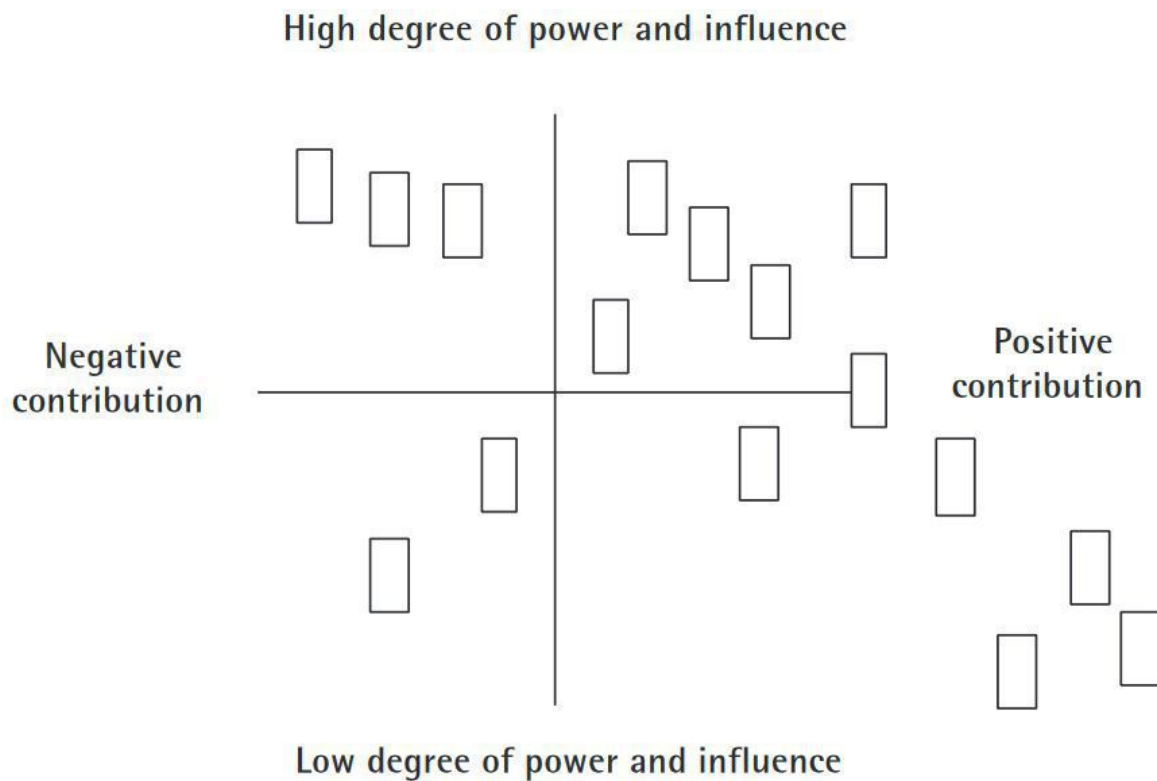 High degree of power and influence
Negative
contribution
Positive
contribution
Low degree of power and influence